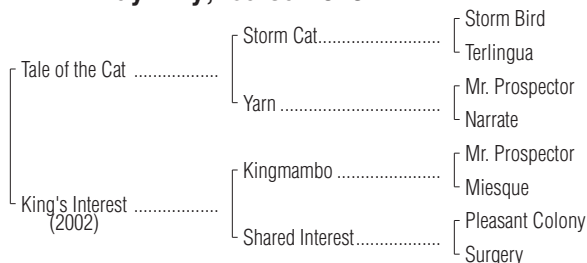 Storm Bird
Storm Cat
Terlingua
Tale of the Cat
Mr. Prospector
Yarn
Narrate
Mr. Prospector
Kingmambo
Miesque
King's Interest
(2002)
Pleasant Colony
Shared Interest
Surgery